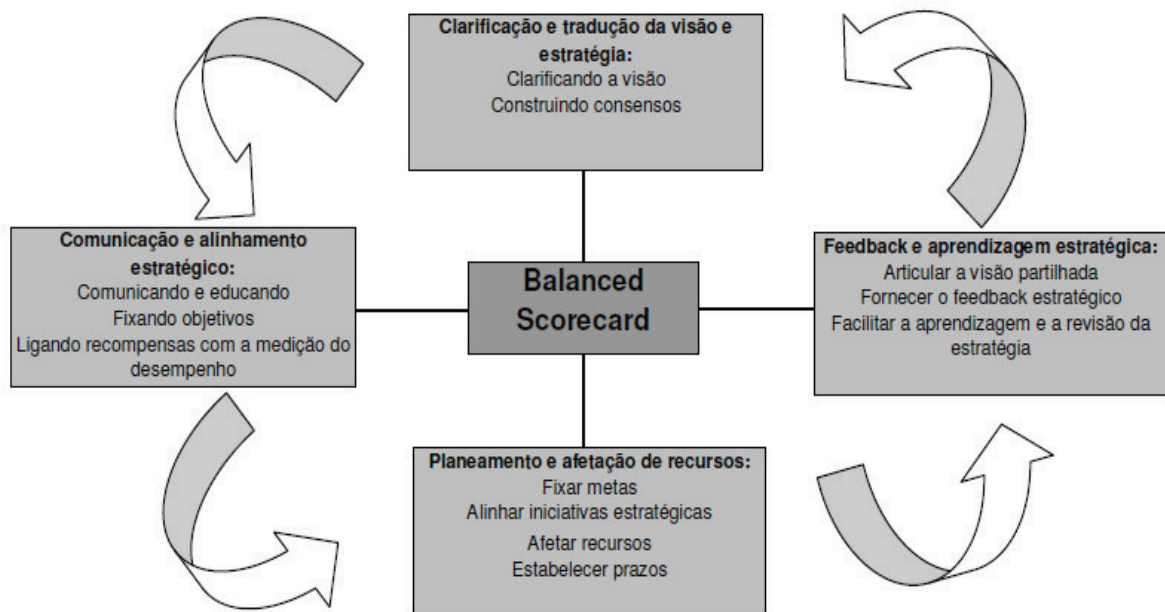 Clarificação e tradução da visão e
estratégia:
Clarificando a visão
Construindo consensos
Comunicação e alinhamento
estratégico:
Comunicando e educando
Fixando objetivos
Ligando recompensas com a medição do
desempenho
Balanced
Scorecard
Feedback e aprendizagem estratégica:
Articular a visão partilhada
Fornecer o feedback estratégico
Facilitar a aprendizagem e a revisão da
estratégia
Planeamento e afetação de recursos:
Fixar metas
Alinhar iniciativas estratégicas
Afetar recursos
Estabelecer prazos